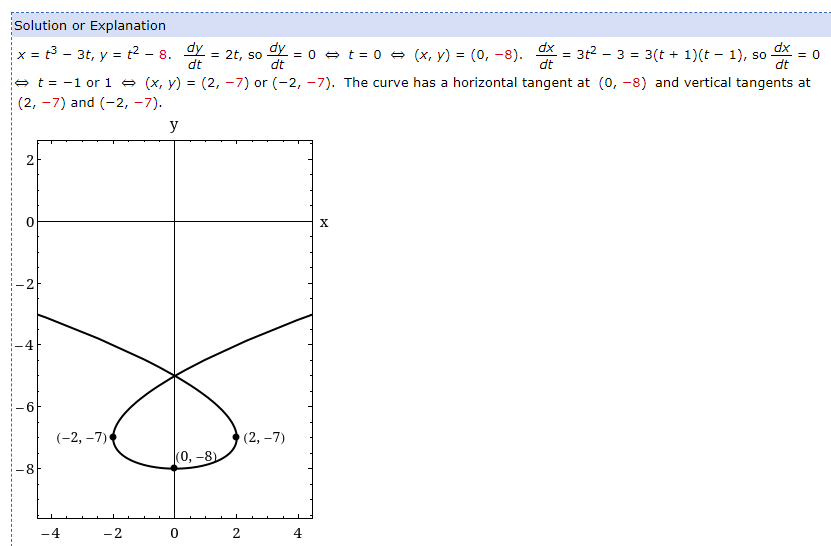 Solution or Explanation
x = t³ − 3t, y = t² − 8. dy/dt = 2t, so dy/dt = 0 ⇔ t = 0 ⇔ (x, y) = (0, −8). dx/dt = 3t² − 3 = 3(t + 1)(t − 1), so dx/dt = 0
⇔ t = −1 or 1 ⇔ (x, y) = (2, −7) or (−2, −7). The curve has a horizontal tangent at (0, −8) and vertical tangents at
(2, −7) and (−2, −7).
y
2
0 x
−2
−4
−6
(−2, −7) (2, −7)
(0, −8)
−8
−4 −2 0 2 4